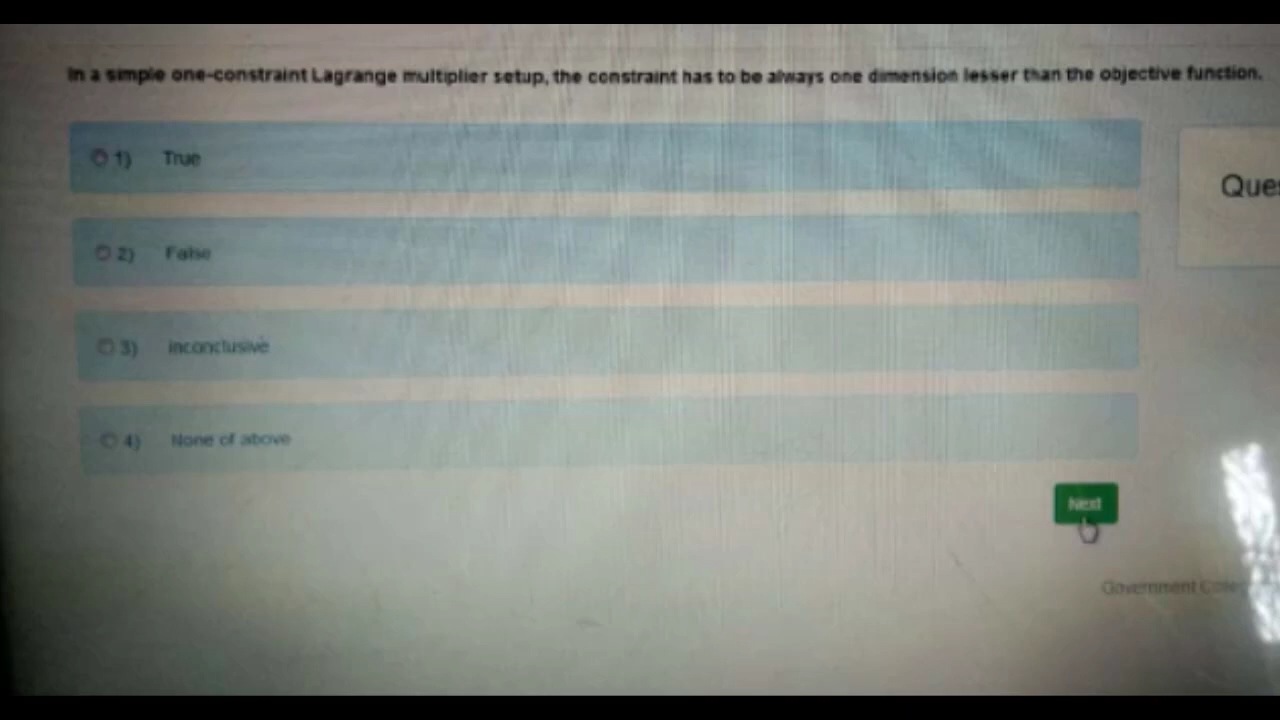 In a simple one-constraint Lagrange multiplier setup, the constraint has to be always one dimension lesser than the objective function.
1) True
2) False
3) Inconclusive
4) None of above
Next
Government